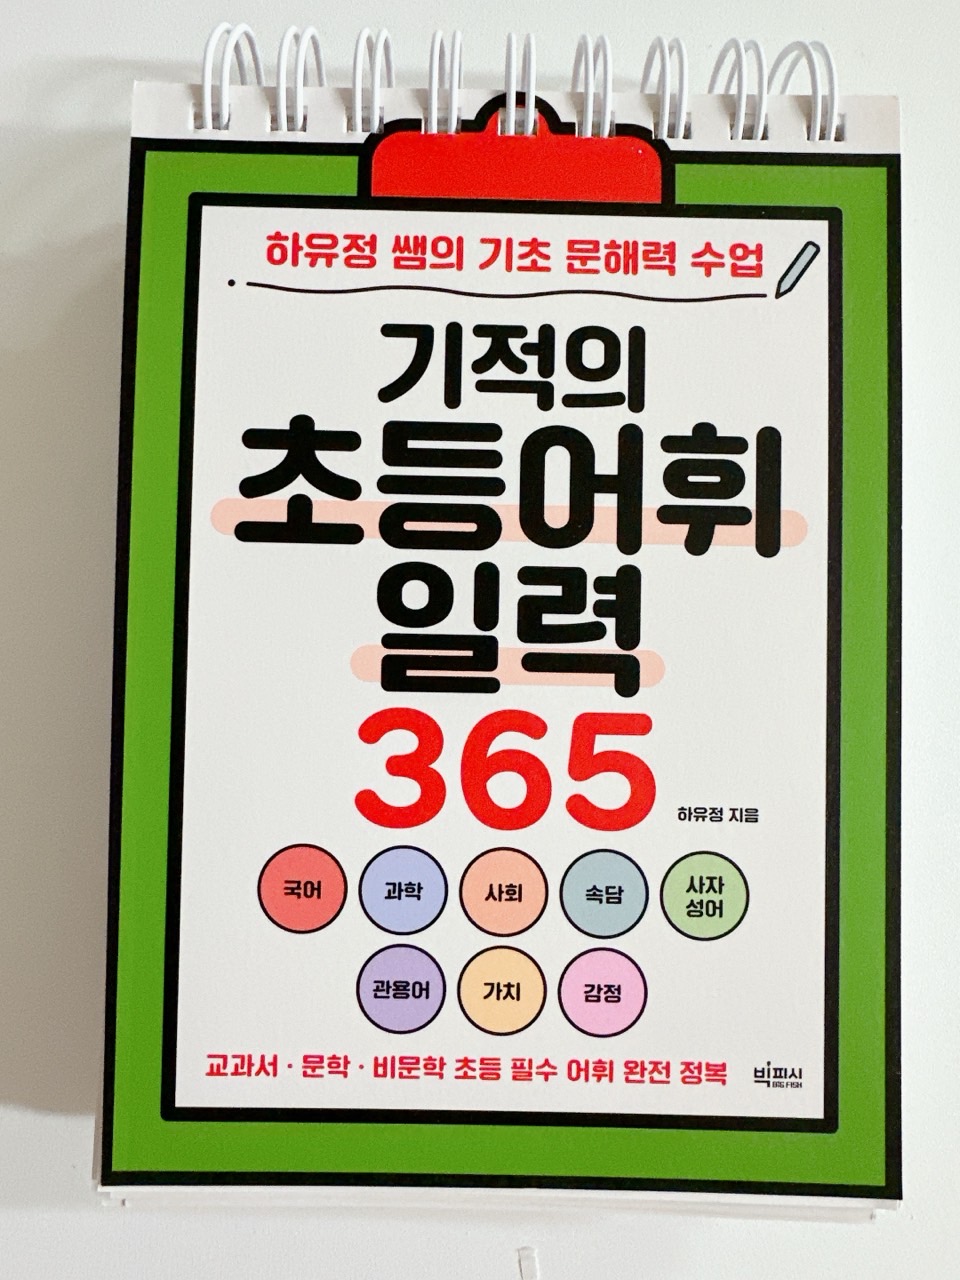 하유정 쌤의 기초 문해력 수업
기적의
초등어휘
일력
365
하유정 지음
국어
과학
사회
속담
사자
성어
관용어
가치
감정
교과서·문학·비문학 초등 필수 어휘 완전 정복
빅피시
BIG FISH